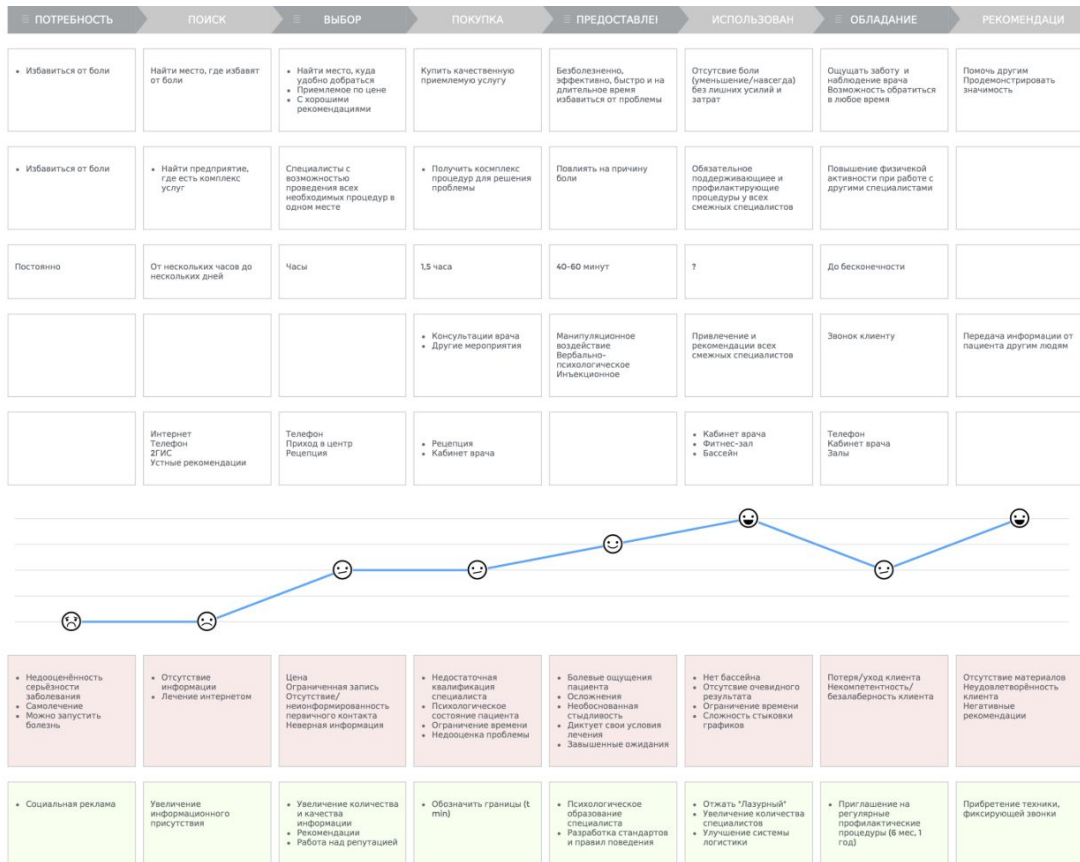 ПОТРЕБНОСТЬ
ПОИСК
ВЫБОР
ПОКУПКА
ПРЕДОСТАВЛЕI
ИСПОЛЬЗОВАН
ОБЛАДАНИЕ
РЕКОМЕНДАЦИ
• Избавиться от боли
Найти место, где избавят
от боли
• Найти место, куда
удобно добраться
• Приемлемое по цене
• С хорошими
рекомендациями
Купить качественную
приемлемую услугу
Безболезненно,
эффективно, быстро и на
длительное время
избавиться от проблемы
Отсутсвие боли
(уменьшение/навсегда)
без лишних усилий и
затрат
Ощущать заботу и
наблюдение врача
Возможность обратиться
в любое время
Помочь другим
Продемонстрировать
значимость
• Избавиться от боли
• Найти предприятие,
где есть комплекс
услуг
Специалисты с
возможностью
проведения всех
необходимых процедур в
одном месте
• Получить космплекс
процедур для решения
проблемы
Повлиять на причину
боли
Обязательное
поддерживающиее и
профилактирующие
процедуры у всех
смежных специалистов
Повышение физичекой
активности при работе с
другими специалистами
Постоянно
От нескольких часов до
нескольких дней
Часы
1,5 часа
40-60 минут
?
До бесконечности
• Консультации врача
• Другие мероприятия
Манипуляционное
воздействие
Вербально-
психологическое
Инъекционное
Привлечение и
рекомендации всех
смежных специалистов
Звонок клиенту
Передача информации от
пациента другим людям
Интернет
Телефон
2ГИС
Устные рекомендации
Телефон
Приход в центр
Рецепция
• Рецепция
• Кабинет врача
• Кабинет врача
• Фитнес-зал
• Бассейн
Телефон
Кабинет врача
Залы
• Недооценённость
серьёзности
заболевания
• Самолечение
• Можно запустить
болезнь
• Отсутствие
информации
• Лечение интернетом
Цена
Ограниченная запись
Отсутствие/
неионформированность
первичного контакта
Неверная информация
• Недостаточная
квалификация
специалиста
• Психологическое
состояние пациента
• Ограничение времени
• Недооценка проблемы
• Болевые ощущения
пациента
• Осложнения
• Необоснованная
стыдливость
• Диктует свои условия
лечения
• Завышенные ожидания
• Нет бассейна
• Отсутсвие очевидного
результата
• Ограничение времени
• Сложность стыковки
графиков
Потеря/уход клиента
Некомпетентность/
безалаберность клиента
Отсутствие материалов
Неудовлетворённость
клиента
Негативные
рекомендации
• Социальная реклама
Увеличение
информационного
присутствия
• Увеличение количества
и качества
информации
• Рекомендации
• Работа над репутацией
• Обозначить границы (t
min)
• Психологическое
образование
специалиста
• Разработка стандартов
и правил поведения
• Отжать "Лазурный"
• Увеличение количества
специалистов
• Улучшение системы
логистики
• Приглашение на
регулярные
профилактические
процедуры (6 мес, 1
год)
Прибретение техники,
фиксирующей звонки